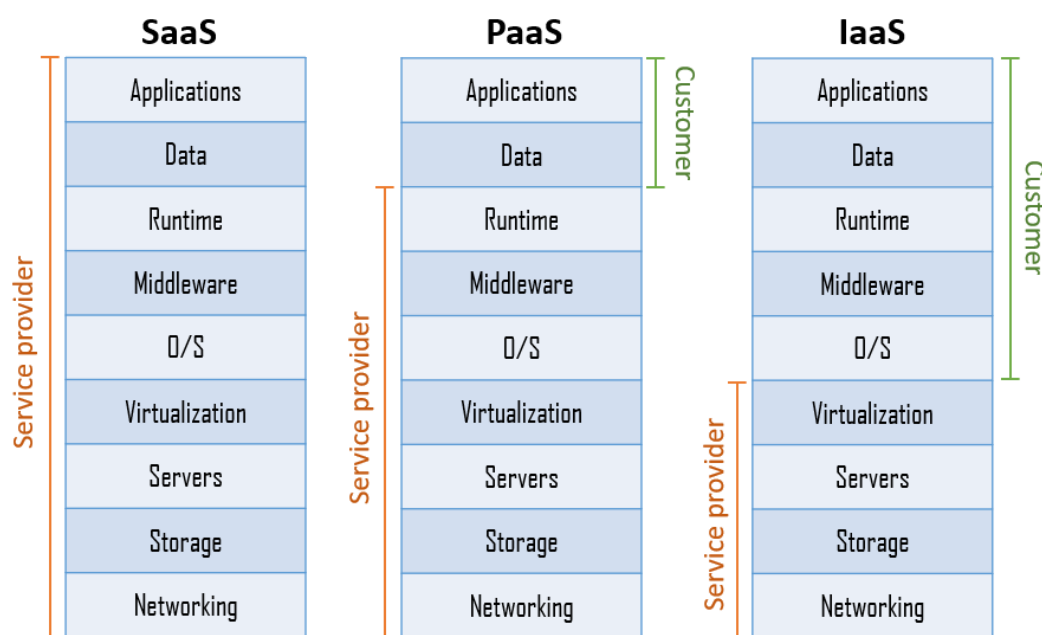 SaaS
Applications
Data
Runtime
Middleware
O/S
Virtualization
Servers
Storage
Networking
Service provider
PaaS
Applications
Data
Runtime
Middleware
O/S
Virtualization
Servers
Storage
Networking
Customer
Service provider
IaaS
Applications
Data
Runtime
Middleware
O/S
Virtualization
Servers
Storage
Networking
Customer
Service provider